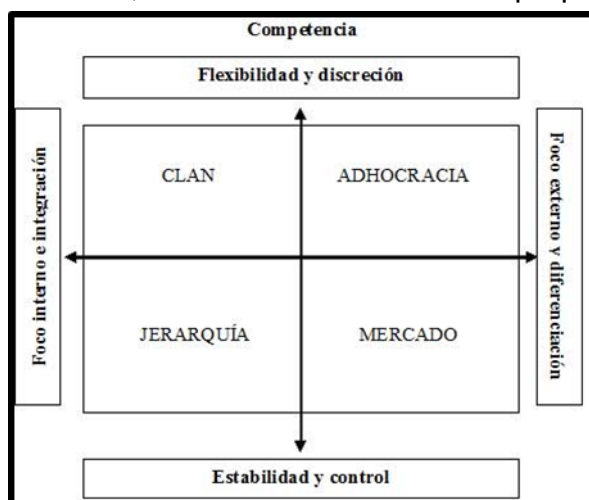 Competencia
Flexibilidad y discreción
Foco interno e integración
CLAN
ADHOCRACIA
Foco externo y diferenciación
JERARQUÍA
MERCADO
Estabilidad y control